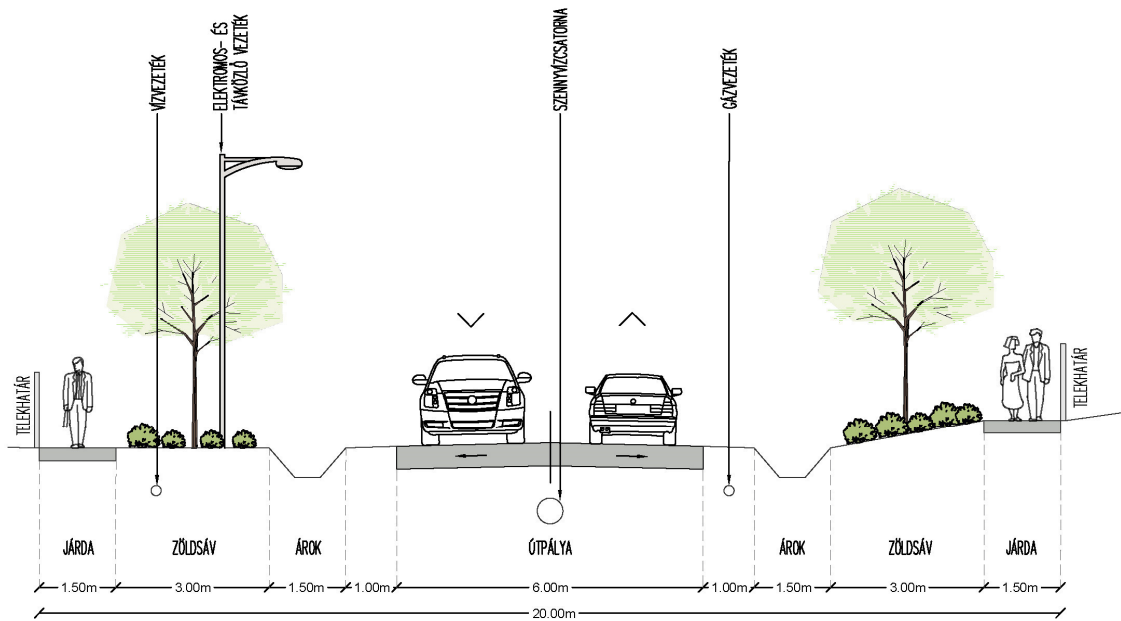 VÍZVEZETÉK
ELEKTROMOS- ÉS
TÁVKÖZLŐ VEZETÉK
SZENNYVÍZCSATORNA
GÁZVEZETÉK
TELEKHATÁR
TELEKHATÁR
JÁRDA ZÖLDSÁV ÁROK ÚTPÁLYA ÁROK ZÖLDSÁV JÁRDA
1.50m 3.00m 1.50m 1.00m 6.00m 1.00m 1.50m 3.00m 1.50m
20.00m